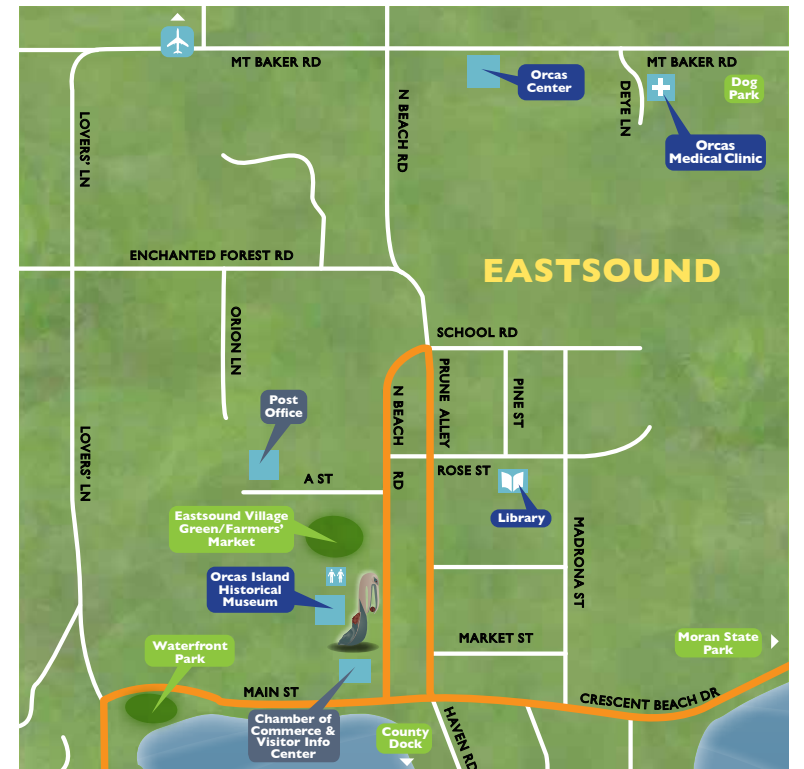 MT BAKER RD
MT BAKER RD
Orcas
Center
Dog
Park
DEYE LN
N BEACH RD
LOVERS' LN
Orcas
Medical Clinic
ENCHANTED FOREST RD
EASTSOUND
ORION LN
SCHOOL RD
PRUNE ALLEY
PINE ST
N BEACH RD
Post
Office
LOVERS' LN
A ST
ROSE ST
Library
Eastsound Village
Green/Farmers'
Market
MADRONA ST
Orcas Island
Historical
Museum
MARKET ST
Moran State
Park
Waterfront
Park
MAIN ST
CRESCENT BEACH DR
Chamber of
Commerce &
Visitor Info
Center
County
Dock
HAVEN RD